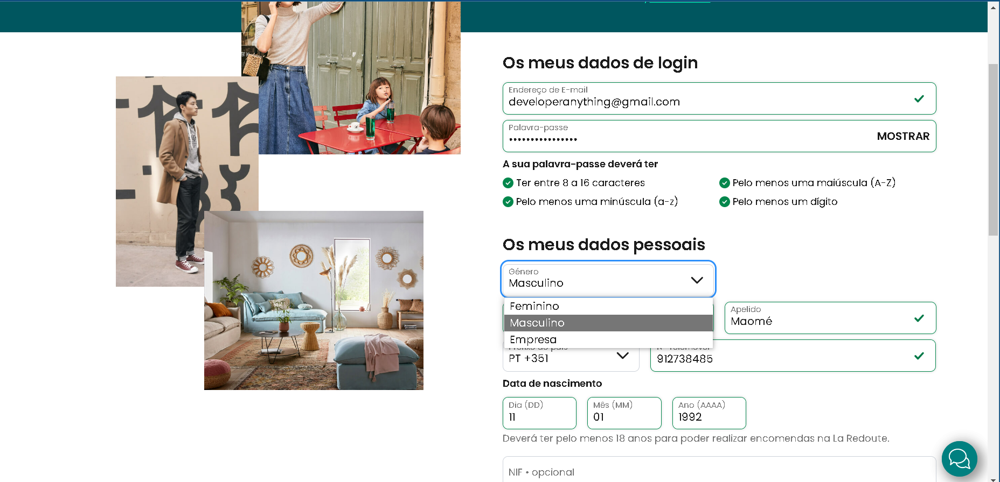 Os meus dados de login
Endereço de E-mail
developeranything@gmail.com
Palavra-passe
••••••••••••••••
MOSTRAR
A sua palavra-passe deverá ter
Ter entre 8 a 16 caracteres
Pelo menos uma maiúscula (A-Z)
Pelo menos uma minúscula (a-z)
Pelo menos um dígito
Os meus dados pessoais
Género
Masculino
Feminino
Masculino
Empresa
Apelido
Maomé
PT +351
912738485
Data de nascimento
Dia (DD)
11
Mês (MM)
01
Ano (AAAA)
1992
Deverá ter pelo menos 18 anos para poder realizar encomendas na La Redoute.
NIF • opcional